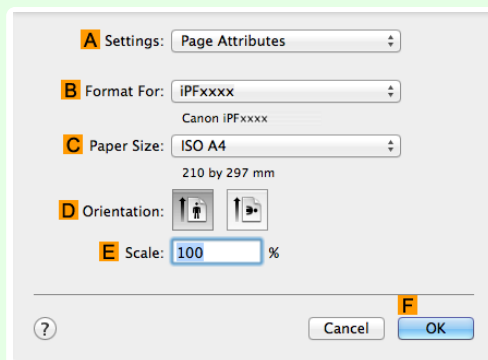 A Settings: Page Attributes
B Format For: iPFxxxx
Canon iPFxxxx
C Paper Size: ISO A4
210 by 297 mm
D Orientation:
E Scale: 100 %
F
? Cancel OK